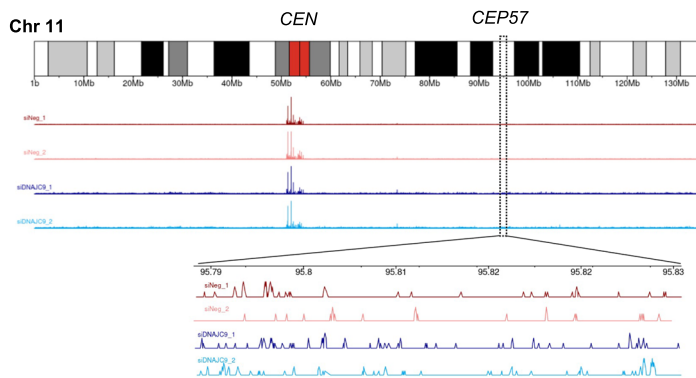 CEN
CEP57
Chr 11
1b 10Mb 20Mb 30Mb 40Mb 50Mb 60Mb 70Mb 80Mb 90Mb 100Mb 110Mb 120Mb 130Mb
siNeg_1
siNeg_2
siDNAJC9_1
siDNAJC9_2
95.79 95.8 95.81 95.82 95.82 95.83
siNeg_1
siNeg_2
siDNAJC9_1
siDNAJC9_2